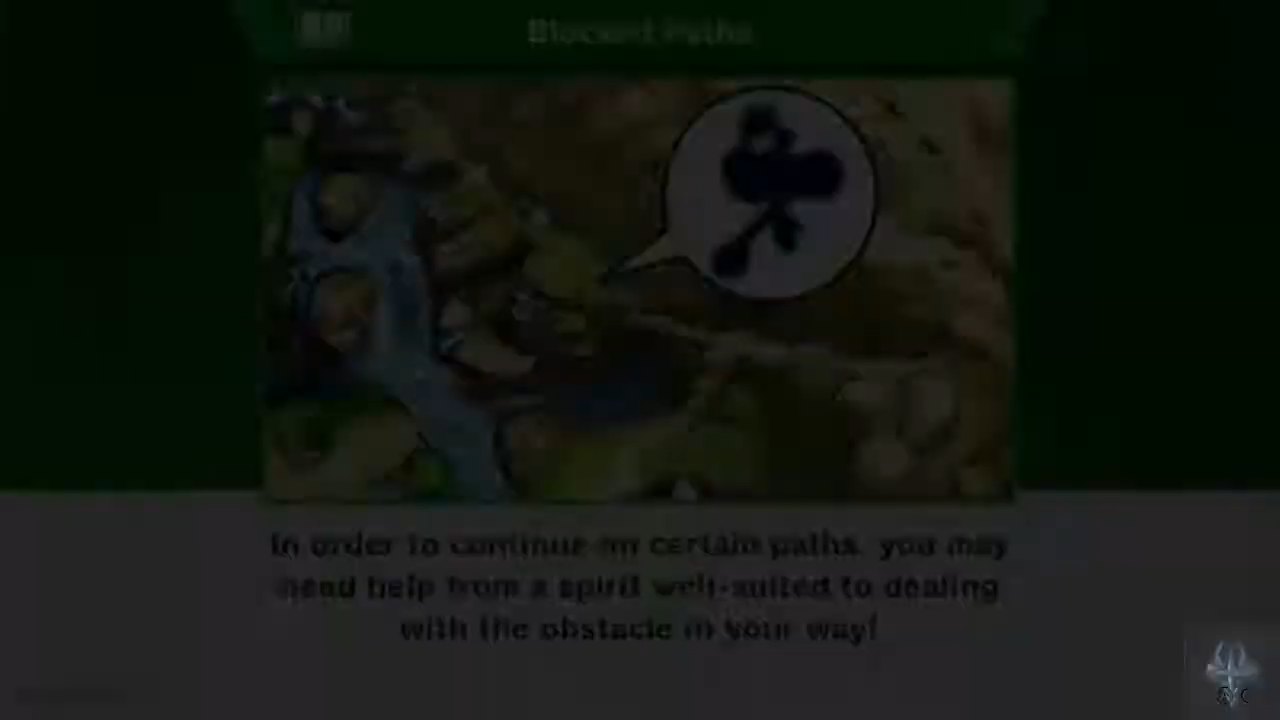 Blocked Paths
In order to continue on certain paths, you may
need help from a spirit well-suited to dealing
with the obstacle in your way!